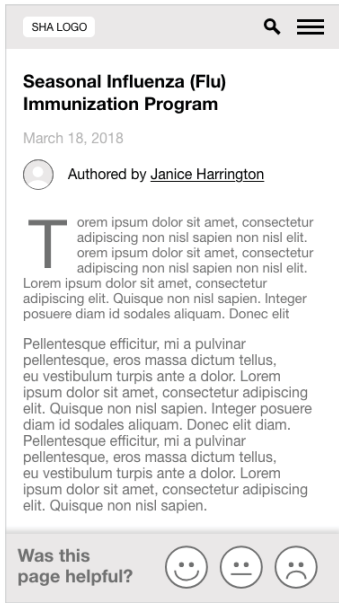 SHA LOGO
Seasonal Influenza (Flu)
Immunization Program
March 18, 2018
Authored by Janice Harrington
Torem ipsum dolor sit amet, consectetur
adipiscing non nisl sapien non nisl elit.
orem ipsum dolor sit amet, consectetur
adipiscing non nisl sapien non nisl elit.
Lorem ipsum dolor sit amet, consectetur
adipiscing elit. Quisque non nisl sapien. Integer
posuere diam id sodales aliquam. Donec elit
Pellentesque efficitur, mi a pulvinar
pellentesque, eros massa dictum tellus,
eu vestibulum turpis ante a dolor. Lorem
ipsum dolor sit amet, consectetur adipiscing
elit. Quisque non nisl sapien. Integer posuere
diam id sodales aliquam. Donec elit diam.
Pellentesque efficitur, mi a pulvinar
pellentesque, eros massa dictum tellus,
eu vestibulum turpis ante a dolor. Lorem
ipsum dolor sit amet, consectetur adipiscing
elit. Quisque non nisl sapien.
Was this
page helpful?